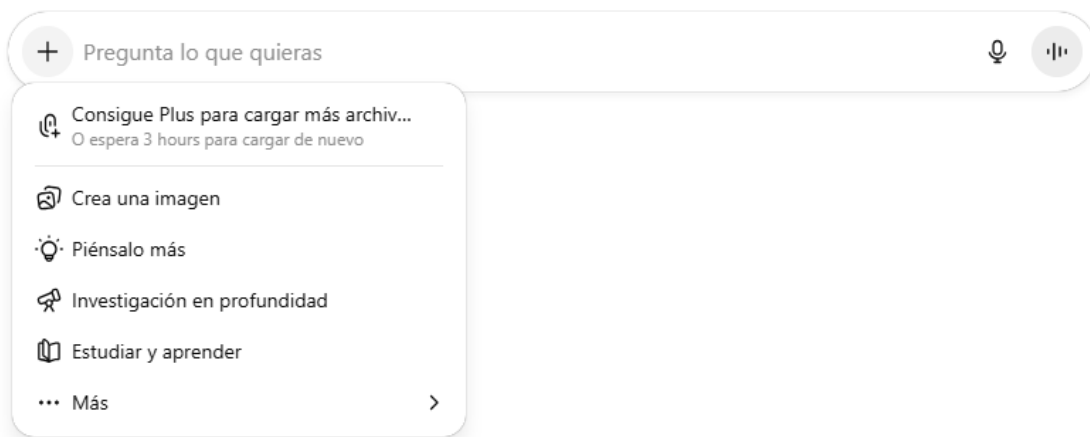 Pregunta lo que quieras
Consigue Plus para cargar más archiv...
O espera 3 hours para cargar de nuevo
Crea una imagen
Piénsalo más
Investigación en profundidad
Estudiar y aprender
Más